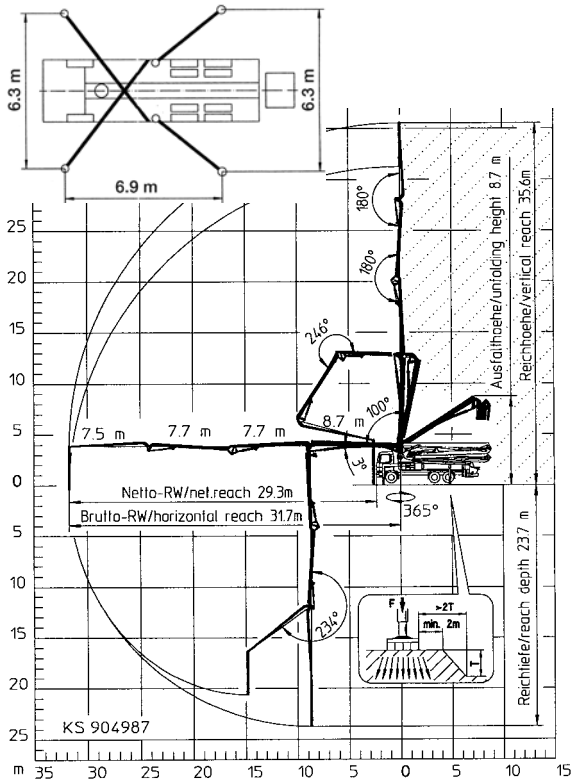 6.3 m
6.3 m
6.9 m
180°
180°
246°
100°
8.7 m
3°
7.5 m
7.7 m
7.7 m
Ausfalthoehe/unfolding height 8.7 m
Reichhoehe/vertical reach 35.6m
Netto-RW/net.reach 29.3m
Brutto-RW/horizontal reach 31.7m
365°
234°
Reichtiefe/reach depth 23.7 m
F
>2T
min. 2m
T
KS 904987
25
20
15
10
5
0
5
10
15
20
25
m 35 30 25 20 15 10 5 0 5 10 15